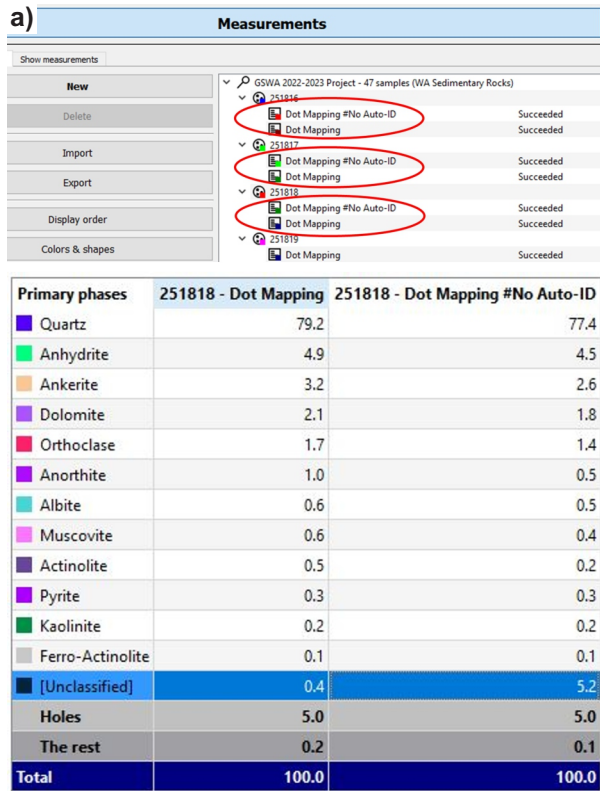 a)
Measurements
Show measurements
New
Delete
Import
Export
Display order
Colors & shapes
GSWA 2022-2023 Project - 47 samples (WA Sedimentary Rocks)
251816
Dot Mapping #No Auto-ID Succeeded
Dot Mapping Succeeded
251817
Dot Mapping #No Auto-ID Succeeded
Dot Mapping Succeeded
251818
Dot Mapping #No Auto-ID Succeeded
Dot Mapping Succeeded
251819
Dot Mapping Succeeded
Primary phases 251818 - Dot Mapping 251818 - Dot Mapping #No Auto-ID
Quartz 79.2 77.4
Anhydrite 4.9 4.5
Ankerite 3.2 2.6
Dolomite 2.1 1.8
Orthoclase 1.7 1.4
Anorthite 1.0 0.5
Albite 0.6 0.5
Muscovite 0.6 0.4
Actinolite 0.5 0.2
Pyrite 0.3 0.3
Kaolinite 0.2 0.2
Ferro-Actinolite 0.1 0.1
[Unclassified] 0.4 5.2
Holes 5.0 5.0
The rest 0.2 0.1
Total 100.0 100.0